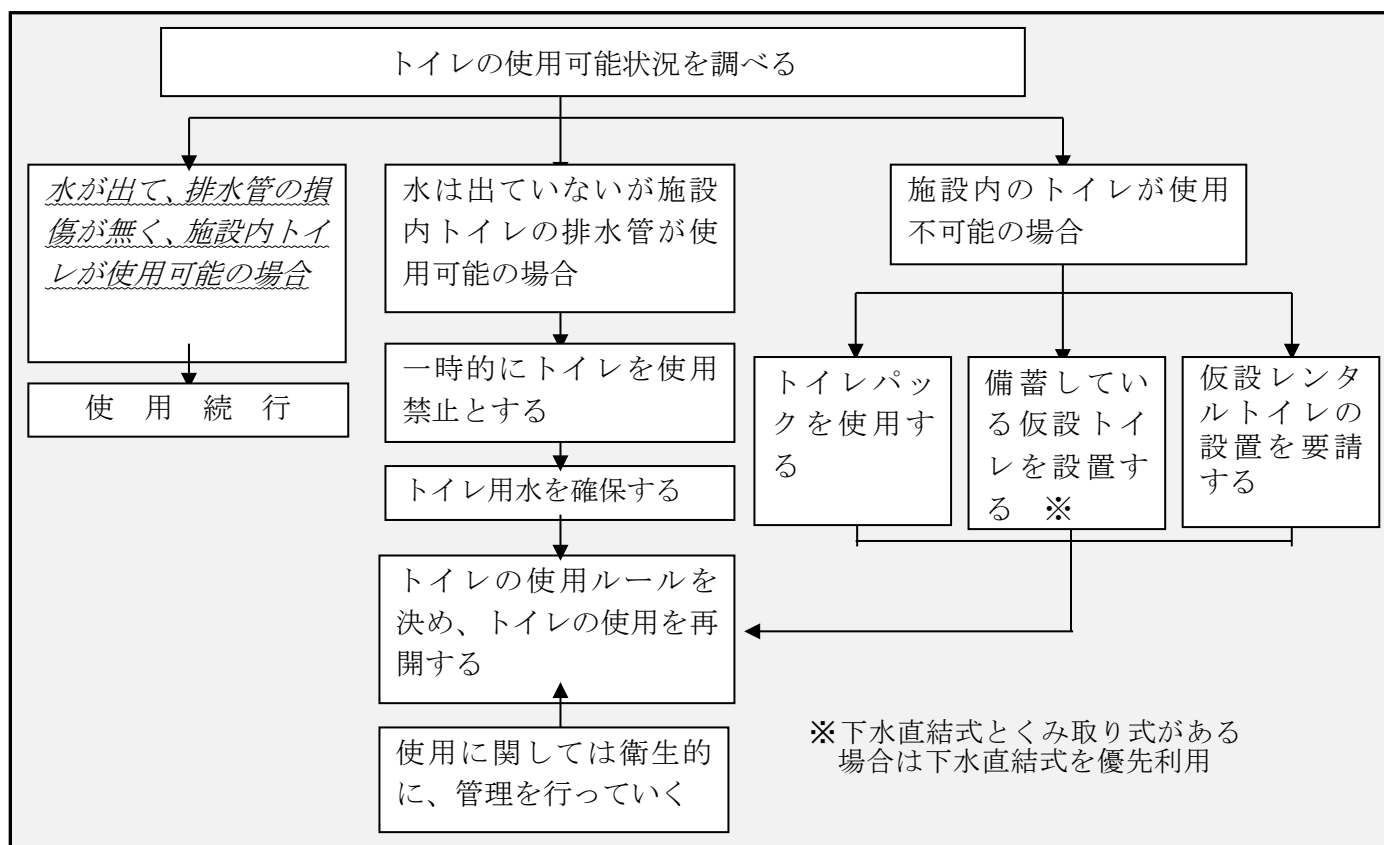 トイレの使用可能状況を調べる
水が出て、排水管の損
傷が無く、施設内トイ
レが使用可能の場合
使 用 続 行
水は出ていないが施設
内トイレの排水管が使
用可能の場合
一時的にトイレを使用
禁止とする
トイレ用水を確保する
トイレの使用ルールを
決め、トイレの使用を再
開する
使用に関しては衛生的
に、管理を行っていく
施設内のトイレが使用
不可能の場合
トイレパッ
クを使用す
る
備蓄してい
る仮設トイ
レを設置す
る ※
仮設レンタ
ルトイレの
設置を要請
する
※下水直結式とくみ取り式がある
場合は下水直結式を優先利用